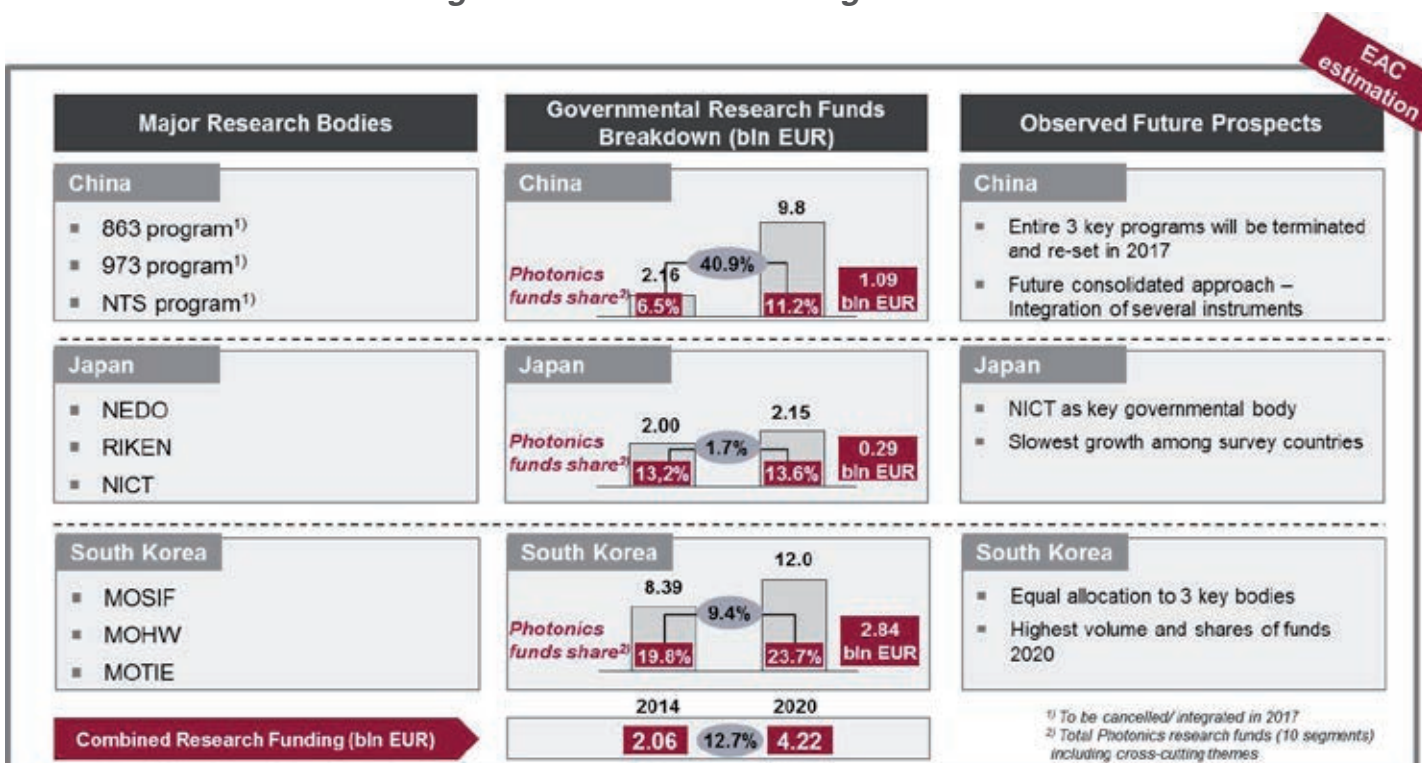 EAC
estimation
Major Research Bodies
Governmental Research Funds
Breakdown (bln EUR)
Observed Future Prospects
China
863 program1)
973 program1)
NTS program1)
China
9.8
2.16
40.9%
Photonics
funds share2)
6.5%
11.2%
1.09
bln EUR
China
Entire 3 key programs will be terminated
and re-set in 2017
Future consolidated approach –
Integration of several instruments
Japan
NEDO
RIKEN
NICT
Japan
2.00
2.15
1.7%
Photonics
funds share2)
13,2%
13.6%
0.29
bln EUR
Japan
NICT as key governmental body
Slowest growth among survey countries
South Korea
MOSIF
MOHW
MOTIE
South Korea
12.0
8.39
9.4%
Photonics
funds share2)
19.8%
23.7%
2.84
bln EUR
South Korea
Equal allocation to 3 key bodies
Highest volume and shares of funds
2020
Combined Research Funding (bln EUR)
2014
2020
2.06
12.7%
4.22
1) To be cancelled/ integrated in 2017
2) Total Photonics research funds (10 segments)
including cross-cutting themes